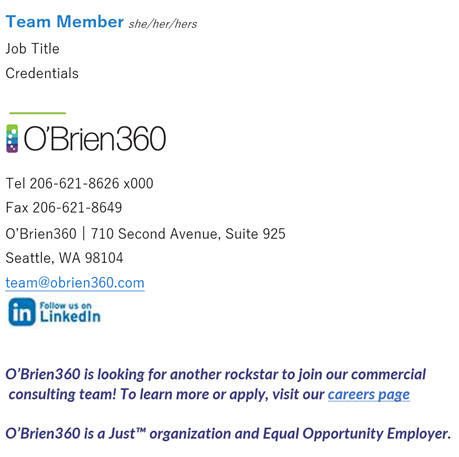 Team Member she/her/hers
Job Title
Credentials
O'Brien360
Tel 206-621-8626 x000
Fax 206-621-8649
O'Brien360 | 710 Second Avenue, Suite 925
Seattle, WA 98104
team@obrien360.com
in Follow us on
LinkedIn
O'Brien360 is looking for another rockstar to join our commercial
consulting team! To learn more or apply, visit our careers page
O'Brien360 is a Just™ organization and Equal Opportunity Employer.